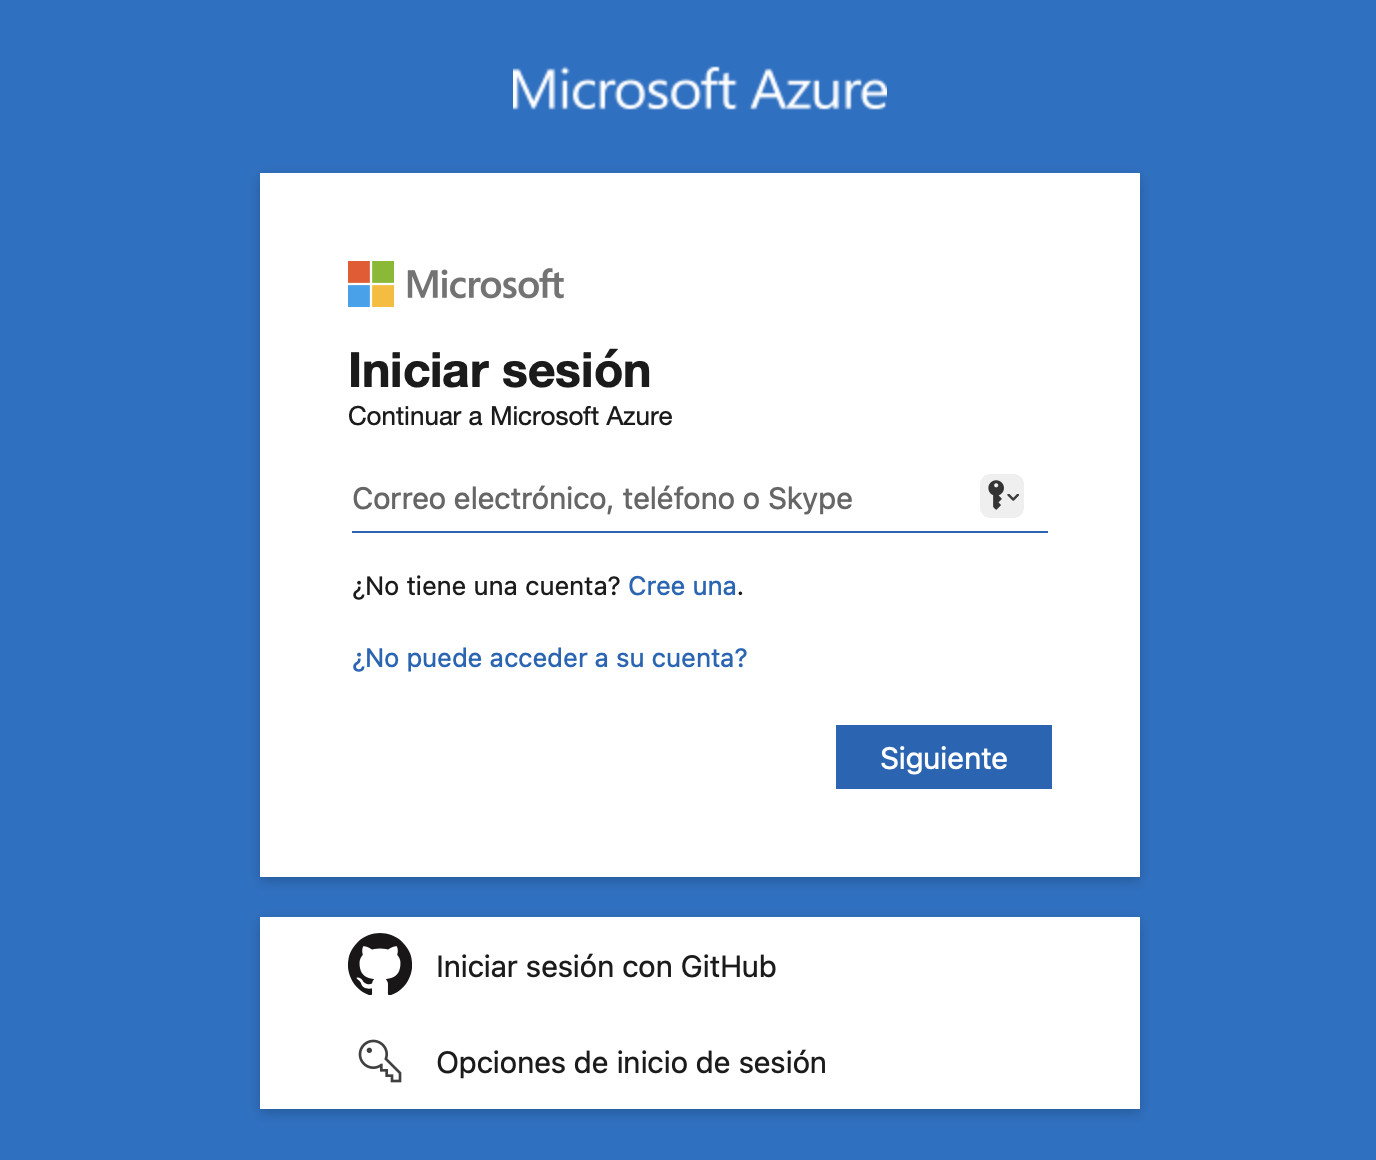 Microsoft Azure
Microsoft
Iniciar sesión
Continuar a Microsoft Azure
Correo electrónico, teléfono o Skype
¿No tiene una cuenta? Cree una.
¿No puede acceder a su cuenta?
Siguiente
Iniciar sesión con GitHub
Opciones de inicio de sesión